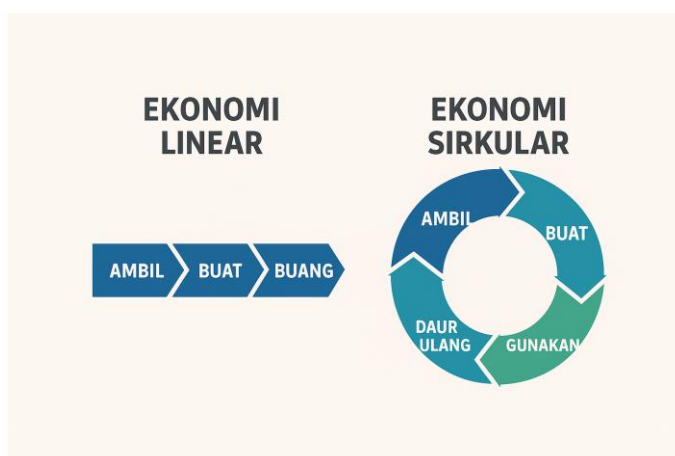 EKONOMI
LINEAR
AMBIL
BUAT
BUANG
EKONOMI
SIRKULAR
AMBIL
BUAT
GUNAKAN
DAUR
ULANG